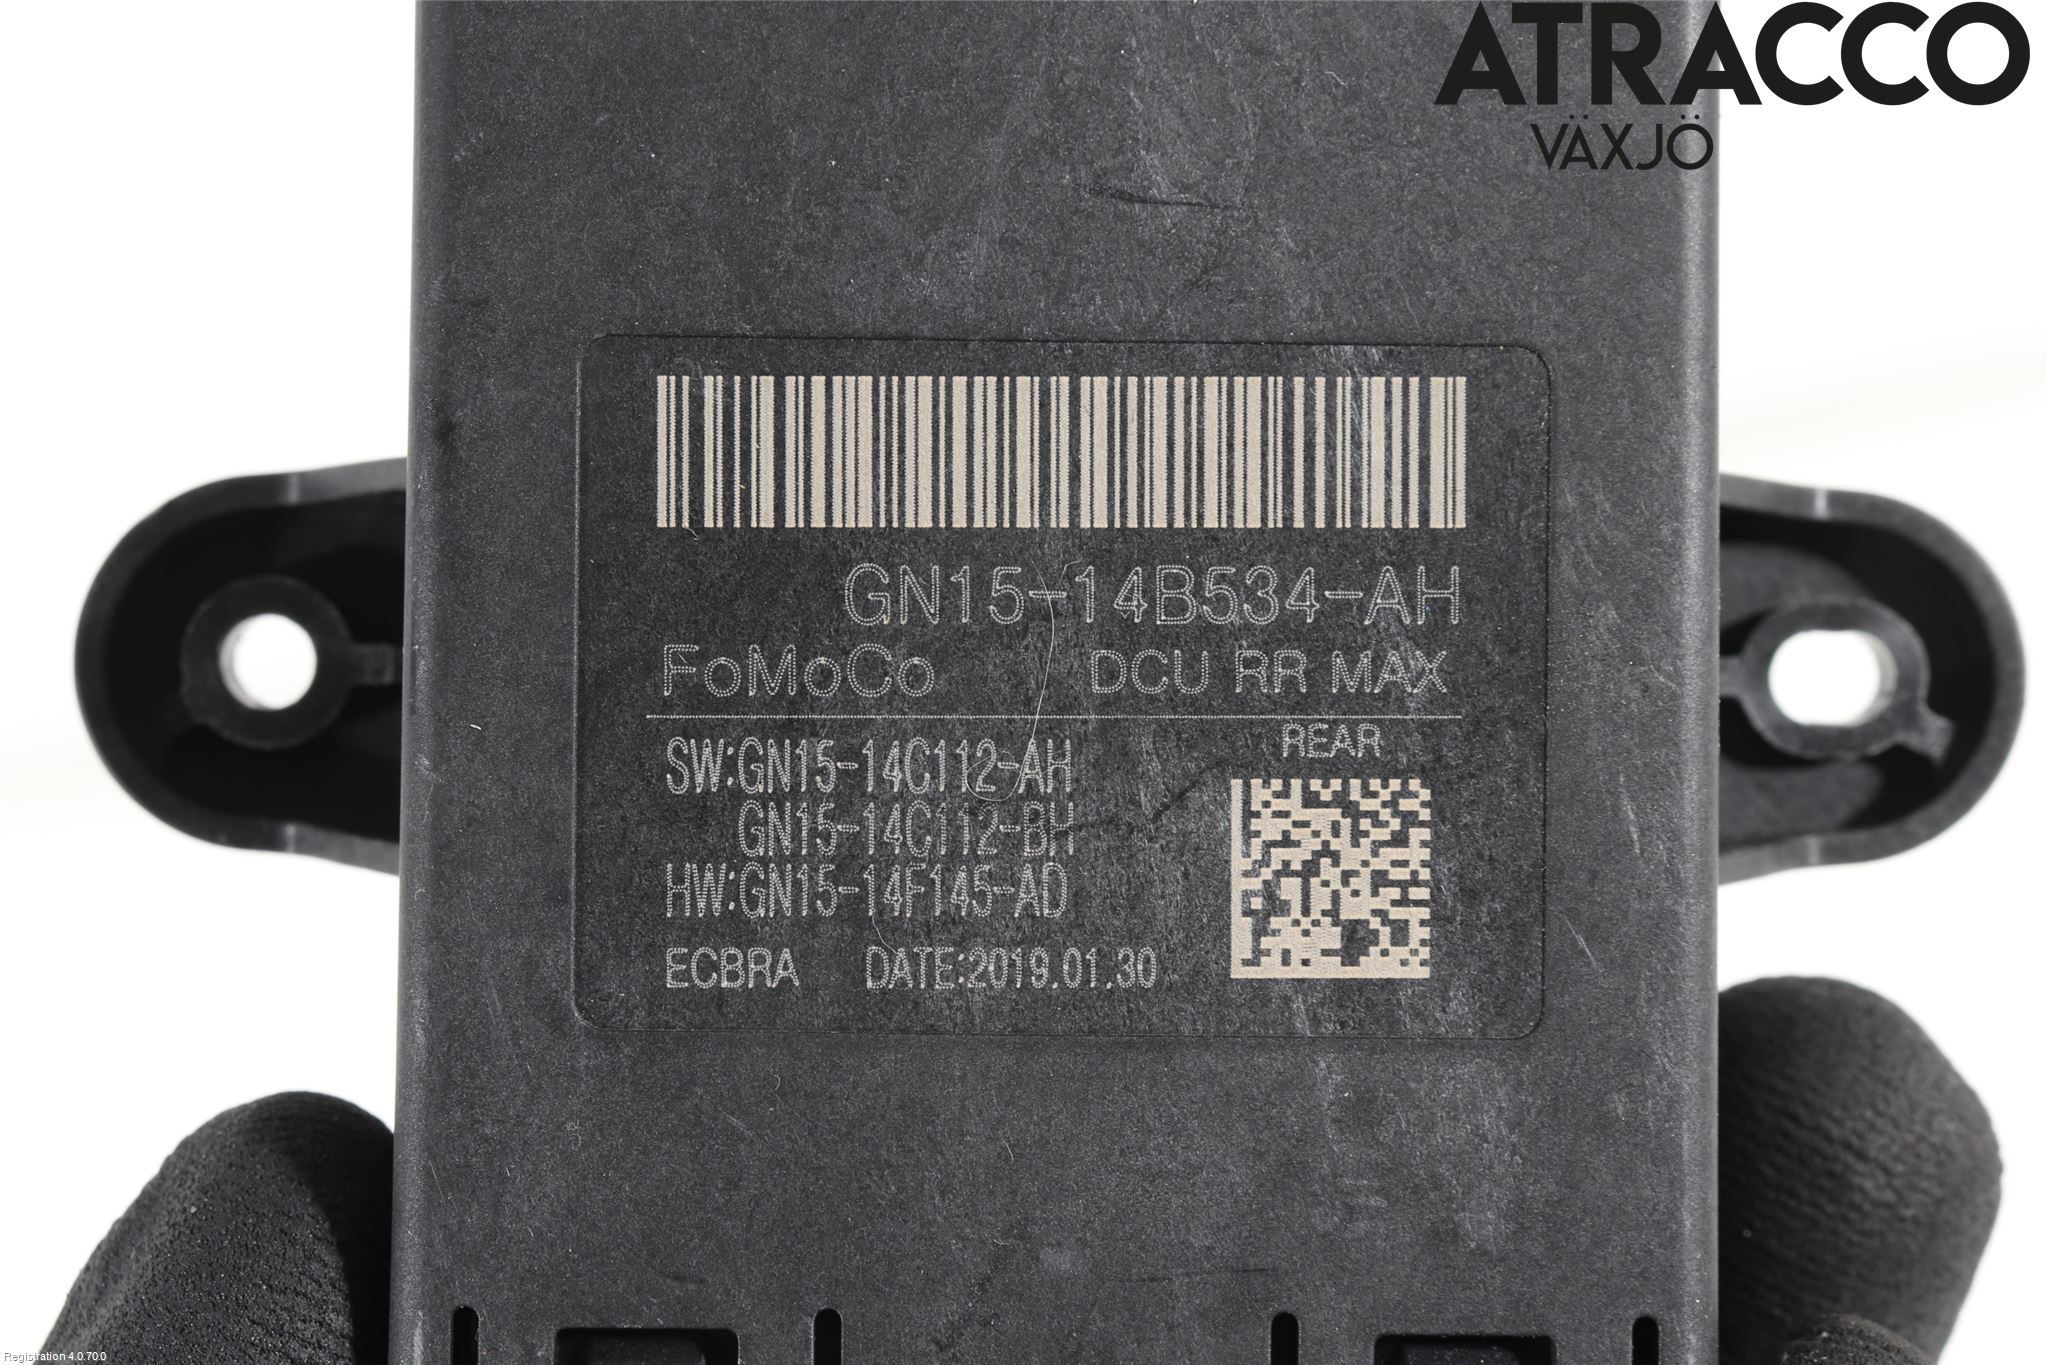 ATRACCO
VÄXJÖ
GN15-14B534-AH
FoMoCo DCU RR MAX
REAR
SW:GN15-14C112-AH
GN15-14C112-BH
HW:GN15-14F145-AD
ECBRA DATE:2019.01.30
Registration 4.0.70.0